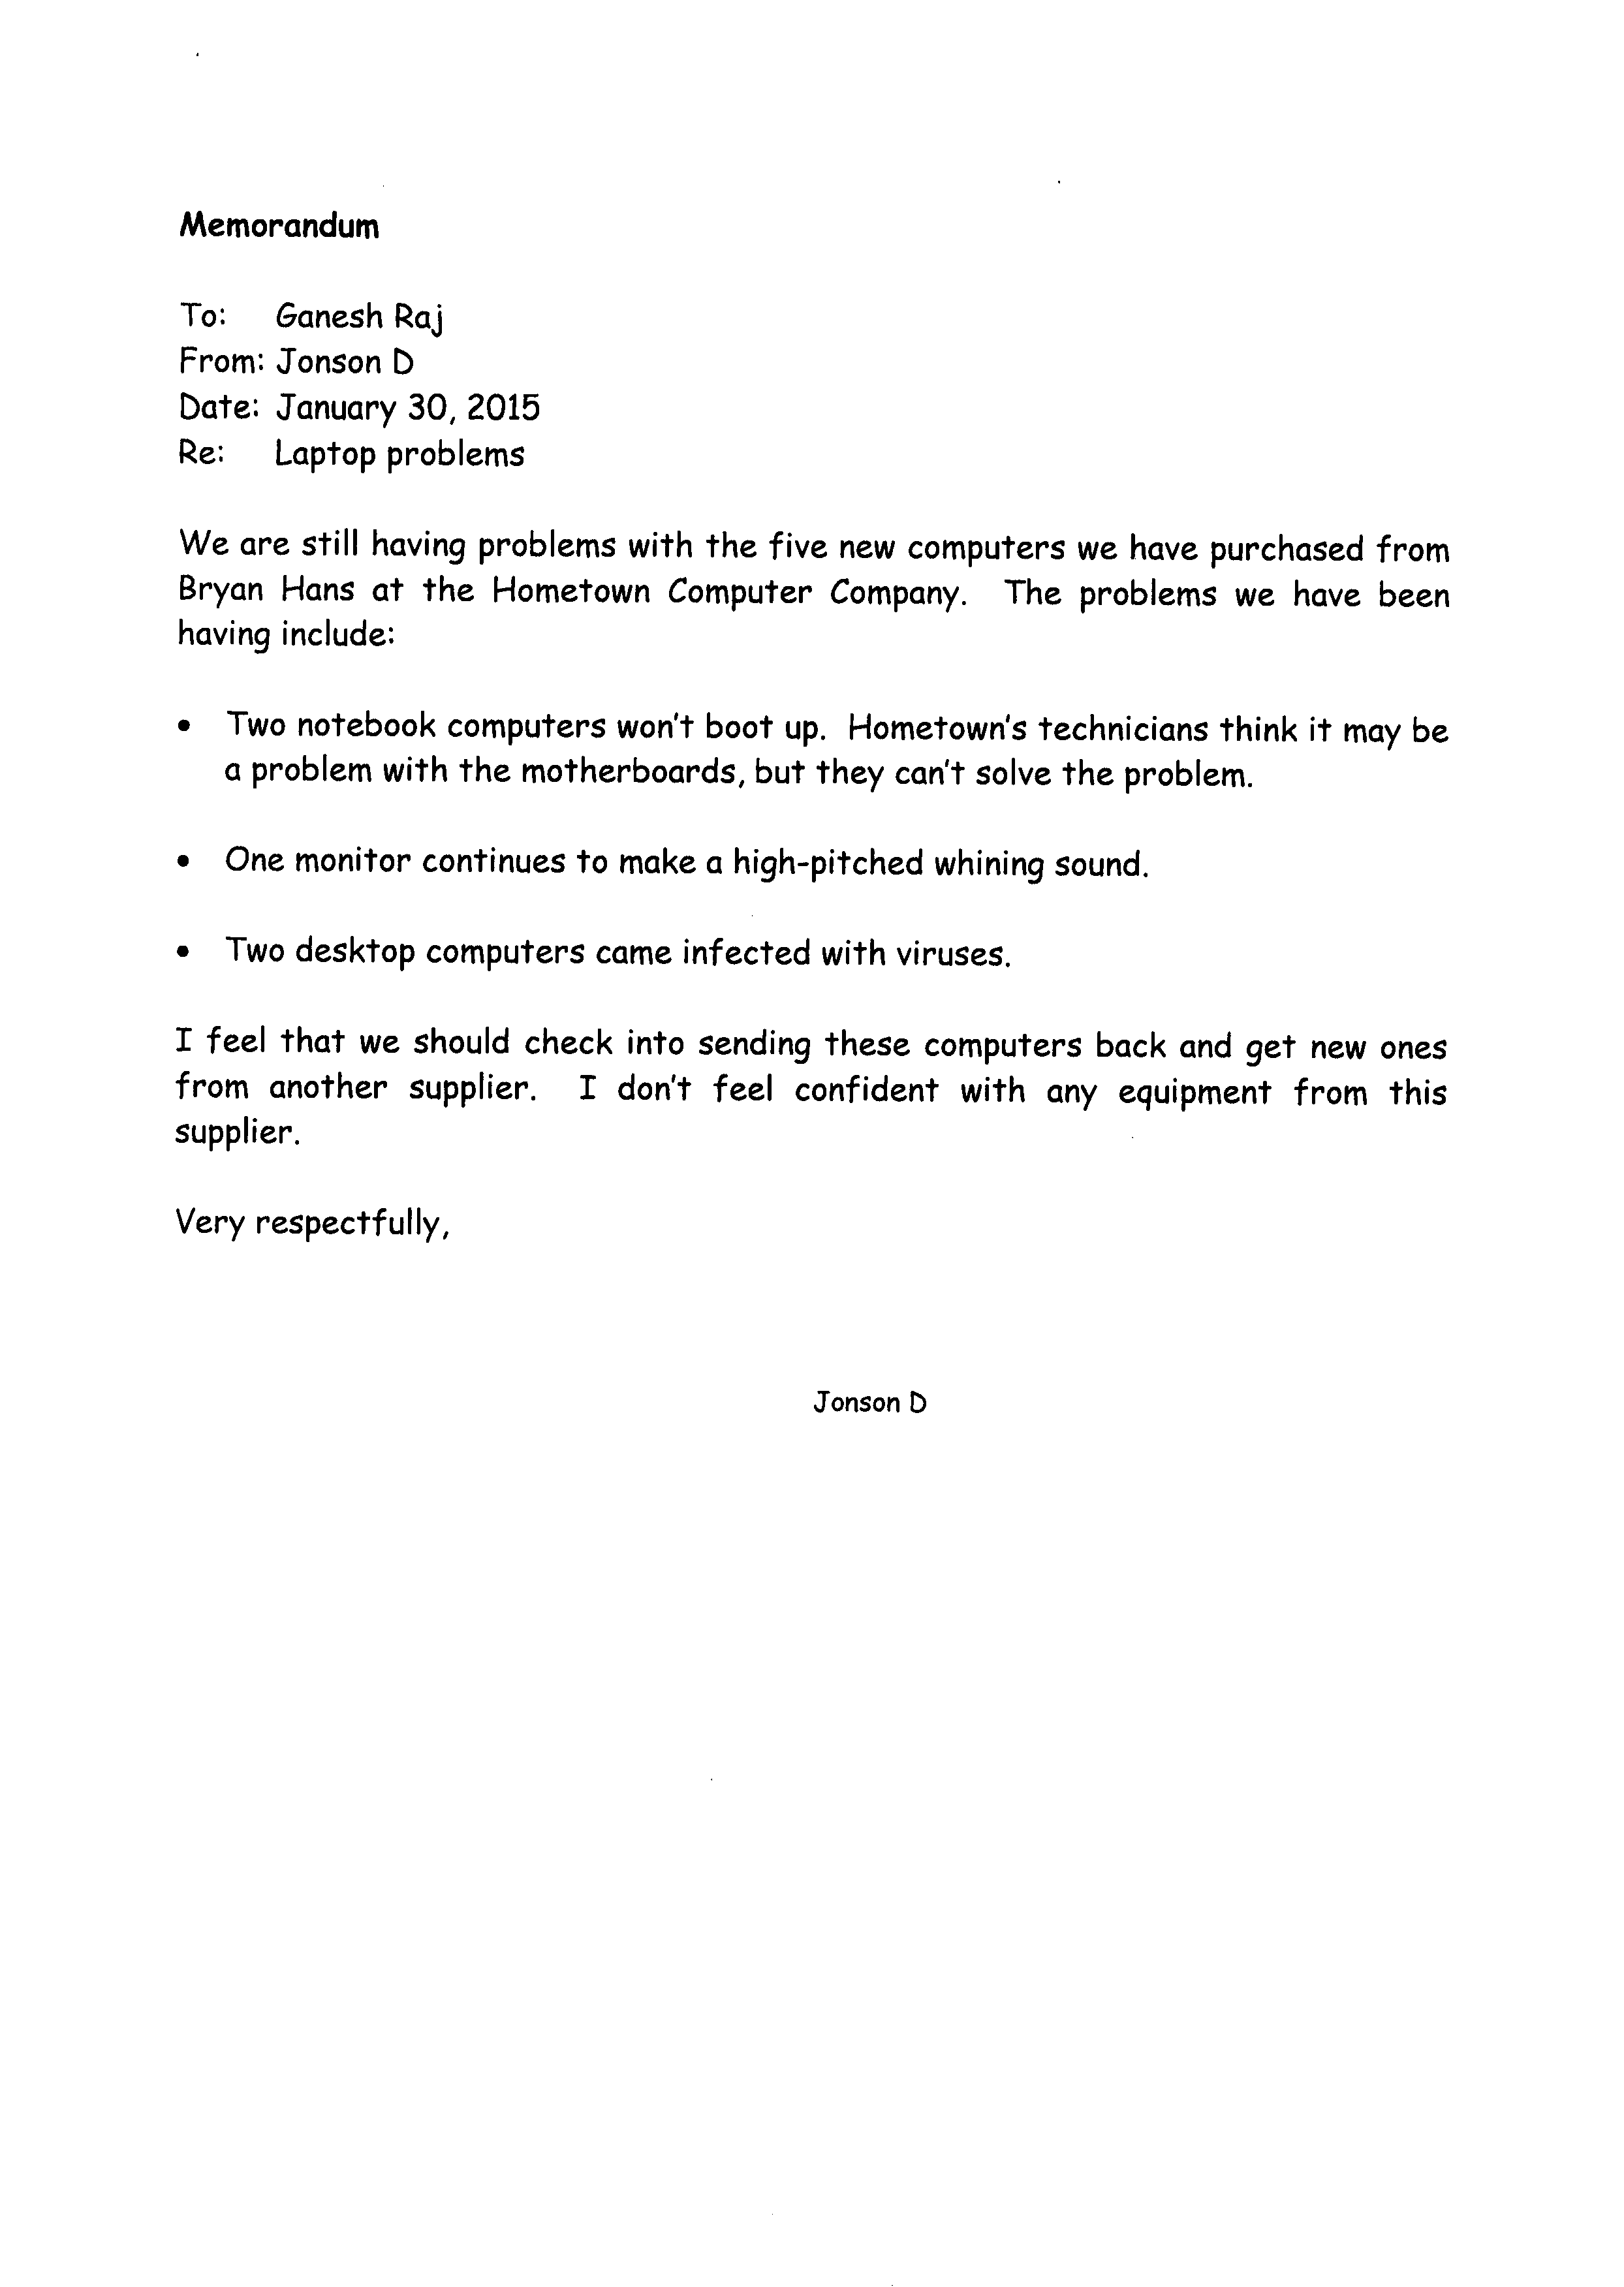 Memorandum
To: Ganesh Raj
From: Jonson D
Date: January 30, 2015
Re: Laptop problems
We are still having problems with the five new computers we have purchased from
Bryan Hans at the Hometown Computer Company. The problems we have been
having include:
• Two notebook computers won't boot up. Hometown's technicians think it may be
a problem with the motherboards, but they can't solve the problem.
• One monitor continues to make a high-pitched whining sound.
• Two desktop computers came infected with viruses.
I feel that we should check into sending these computers back and get new ones
from another supplier. I don't feel confident with any equipment from this
supplier.
Very respectfully,
Jonson D